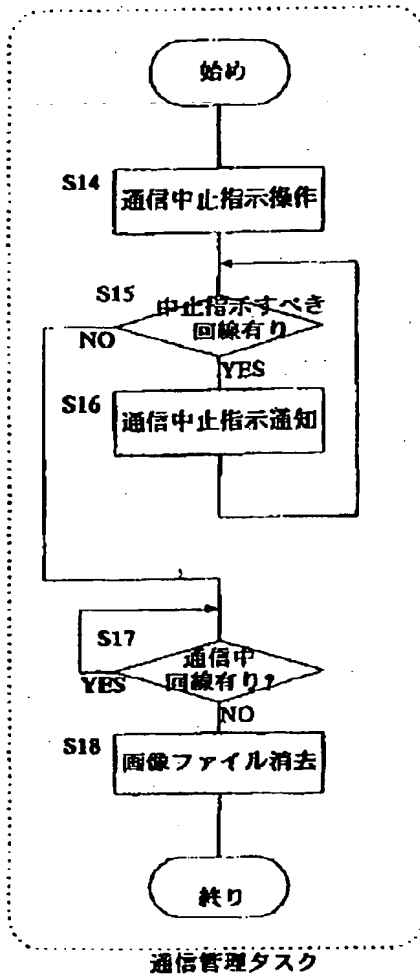 始め
S14
通信中止指示操作
S15
中止指示すべき
回線有り
NO
YES
S16
通信中止指示通知
S17
通信中
回線有り?
YES
NO
S18
画像ファイル消去
終り
通信管理タスク